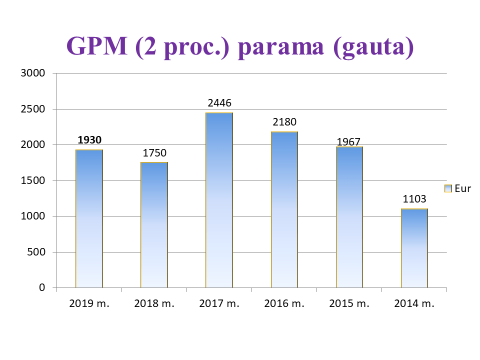 GPM (2 proc.) parama (gauta)
3000
2500
2000
1500
1000
500
0
1930
1750
2446
2180
1967
1103
Eur
2019 m.
2018 m.
2017 m.
2016 m.
2015 m.
2014 m.